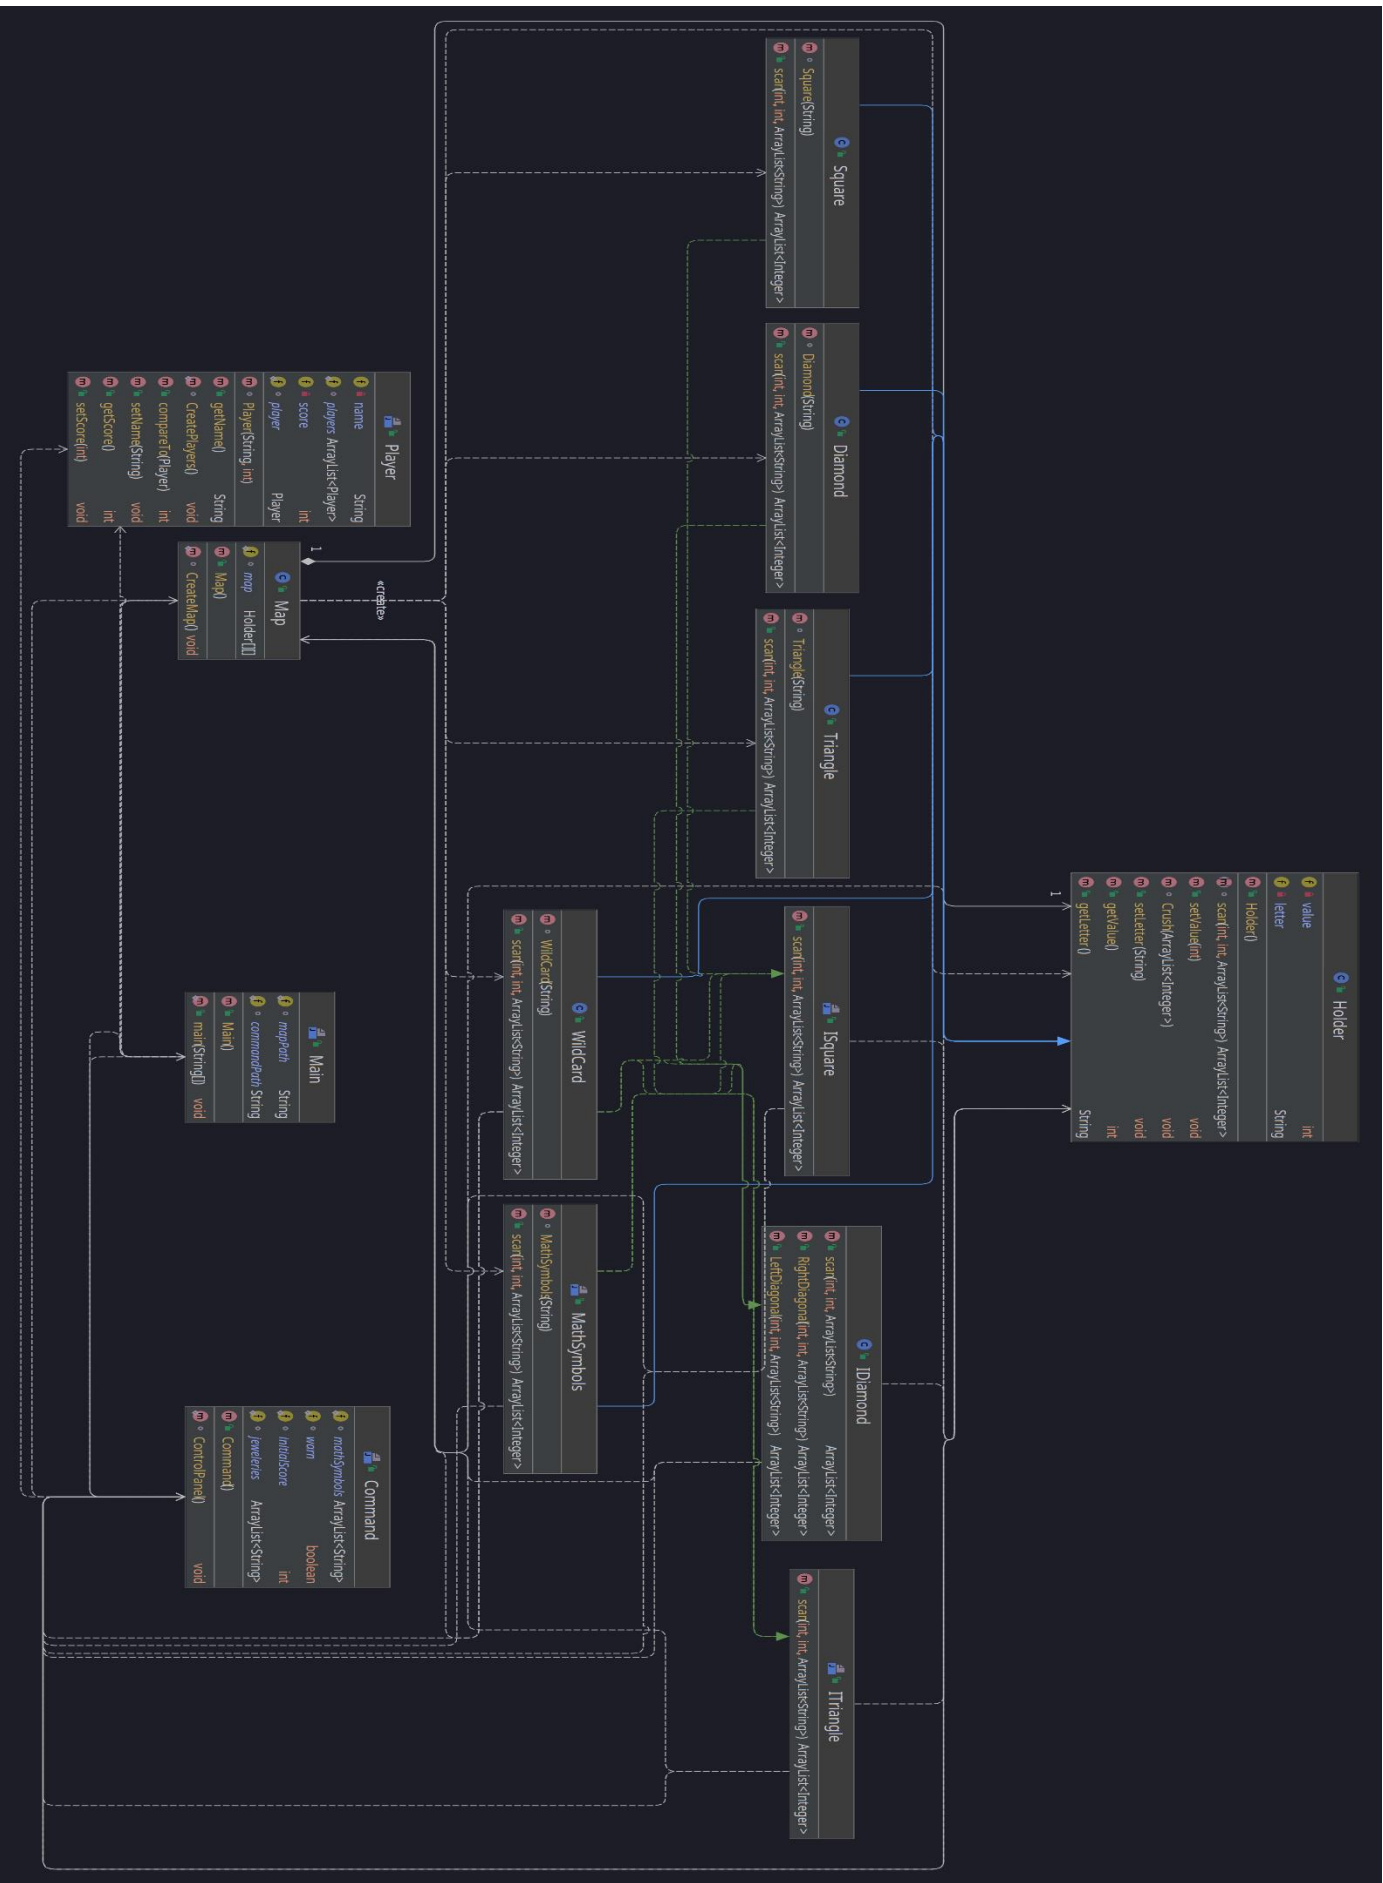 Holder
value int
letter String
Holder()
scan(int, int, ArrayList<String>) ArrayList<Integer>
setValue(int) void
Crush(ArrayList<Integer>) void
setLetter(String) void
getValue() int
getLetter() String
1
Square
Square(String)
scan(int, int, ArrayList<String>) ArrayList<Integer>
Diamond
Diamond(String)
scan(int, int, ArrayList<String>) ArrayList<Integer>
Triangle
Triangle(String)
scan(int, int, ArrayList<String>) ArrayList<Integer>
ISquare
scan(int, int, ArrayList<String>) ArrayList<Integer>
IDiamond
scan(int, int, ArrayList<String>) ArrayList<Integer>
RightDiagonal(int, int, ArrayList<String>) ArrayList<Integer>
LeftDiagonal(int, int, ArrayList<String>) ArrayList<Integer>
ITriangle
scan(int, int, ArrayList<String>) ArrayList<Integer>
WildCard
WildCard(String)
scan(int, int, ArrayList<String>) ArrayList<Integer>
MathSymbols
MathSymbols(String)
scan(int, int, ArrayList<String>) ArrayList<Integer>
«create»
1
Player
name String
players ArrayList<Player>
score int
player Player
Player(String, int)
getName() String
CreatePlayers() void
compareTo(Player) int
setName(String) void
getScore() int
setScore(int) void
Map
map Holder[][]
Map()
CreateMap() void
Main
mapPath String
commandPath String
Main()
main(String[]) void
Command
mathSymbols ArrayList<String>
warn boolean
initialScore int
jeweleries ArrayList<String>
Command()
ControlPanel() void